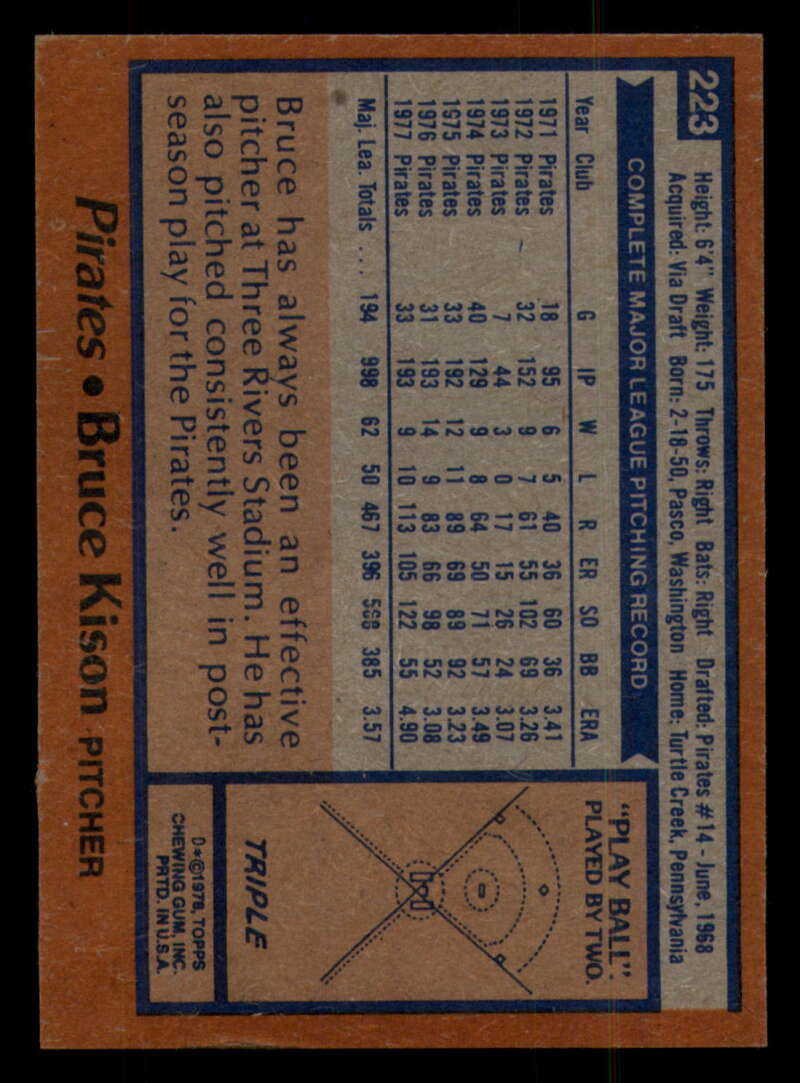 223
Height: 6'4" Weight: 175 Throws: Right Bats: Right Drafted: Pirates #14 - June, 1968
Acquired: Via Draft Born: 2-18-50, Pasco, Washington Home: Turtle Creek, Pennsylvania
COMPLETE MAJOR LEAGUE PITCHING RECORD
Year Club G IP W L R ER SO BB ERA
1971 Pirates 18 95 6 5 40 36 60 36 3.41
1972 Pirates 32 152 9 7 61 55 102 69 3.26
1973 Pirates 7 44 3 0 17 15 26 24 3.07
1974 Pirates 40 129 9 8 64 50 71 57 3.49
1975 Pirates 33 192 12 11 89 69 89 92 3.23
1976 Pirates 31 193 14 9 83 66 98 52 3.08
1977 Pirates 33 193 9 10 113 105 122 55 4.90
Maj. Lea. Totals ... 194 998 62 50 467 396 568 385 3.57
Bruce has always been an effective
pitcher at Three Rivers Stadium. He has
also pitched consistently well in post-
season play for the Pirates.
"PLAY BALL":
PLAYED BY TWO.
TRIPLE
D*©1978, TOPPS
CHEWING GUM, INC.
PRTD. IN U.S.A.
Pirates • Bruce Kison PITCHER